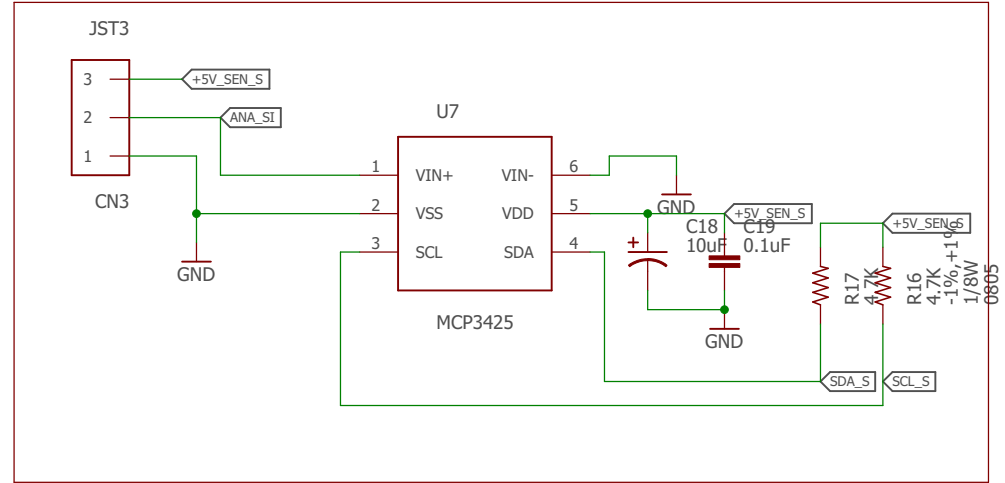 JST3
3
+5V_SEN_S
2
ANA_SI
1
CN3
GND
U7
1
VIN+
VIN-
6
2
VSS
VDD
5
3
SCL
SDA
4
MCP3425
GND
+5V_SEN_S
C18
10uF
C19
0.1uF
+
GND
+5V_SEN_S
R17
4.7K
R16
4.7K
-1%,+1%
1/8W
0805
SDA_S
SCL_S